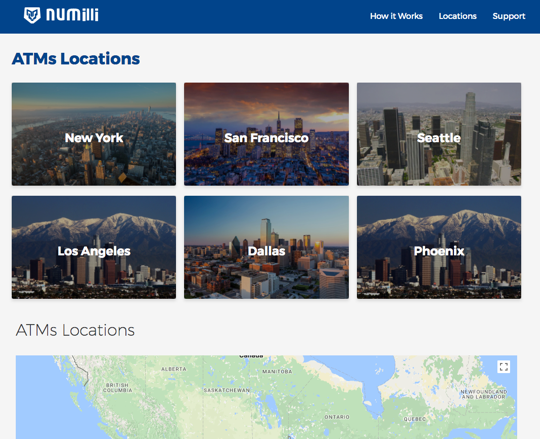 numilli
How it Works Locations Support
ATMs Locations
New York
San Francisco
Seattle
Los Angeles
Dallas
Phoenix
ATMs Locations
Canada
ALBERTA
MANITOBA
BRITISH
COLUMBIA
SASKATCHEWAN
NEWFOUNDLAND
AND LABRADOR
ONTARIO
QUEBEC